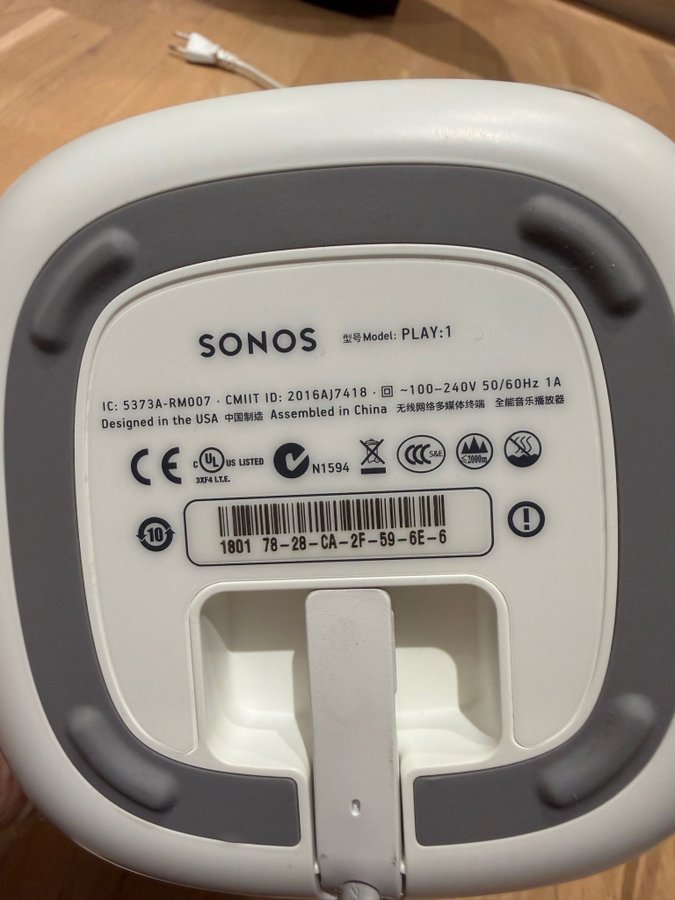 SONOS 型号Model: PLAY:1
IC: 5373A-RM007 · CMIIT ID: 2016AJ7418 · ~100-240V 50/60Hz 1A
Designed in the USA 中国制造 Assembled in China 无线网络多媒体终端 全能音乐播放器
CE C UL US LISTED N1594 CCC S&E ≤2000m
3XF4 I.T.E.
10
1801 78-28-CA-2F-59-6E-6